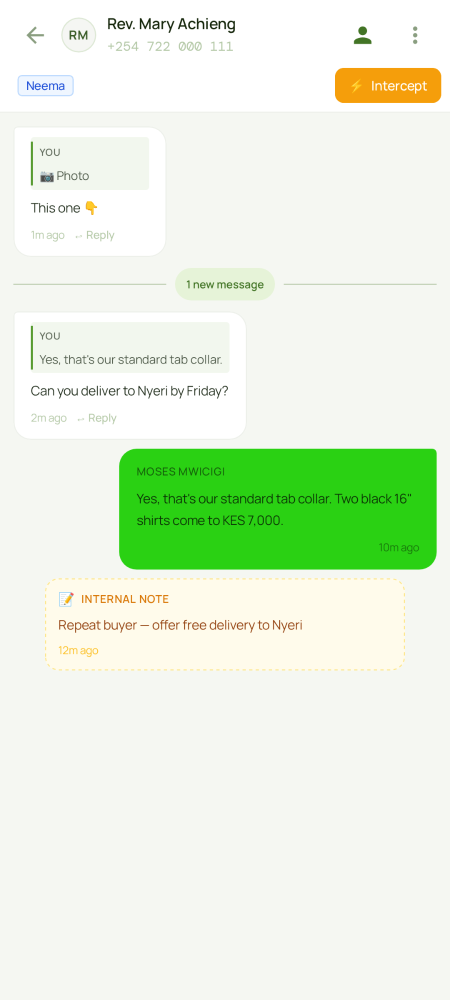 RM
Rev. Mary Achieng
+254 722 000 111
Neema
⚡ Intercept
YOU
📷 Photo
This one 👇
1m ago ↩ Reply
1 new message
YOU
Yes, that's our standard tab collar.
Can you deliver to Nyeri by Friday?
2m ago ↩ Reply
MOSES MWICIGI
Yes, that's our standard tab collar. Two black 16"
shirts come to KES 7,000.
10m ago
📝 INTERNAL NOTE
Repeat buyer — offer free delivery to Nyeri
12m ago